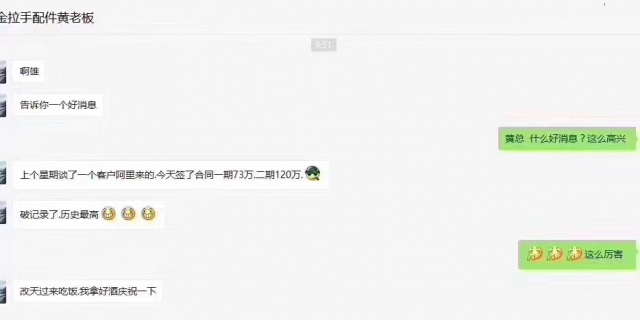 金拉手配件黄老板
9:31
啊雄
告诉你一个好消息
黄总 什么好消息？这么高兴
上个星期谈了一个客户阿里来的.今天签了合同一期73万.二期120万.
破记录了.历史最高
这么厉害
改天过来吃饭,我拿好酒庆祝一下